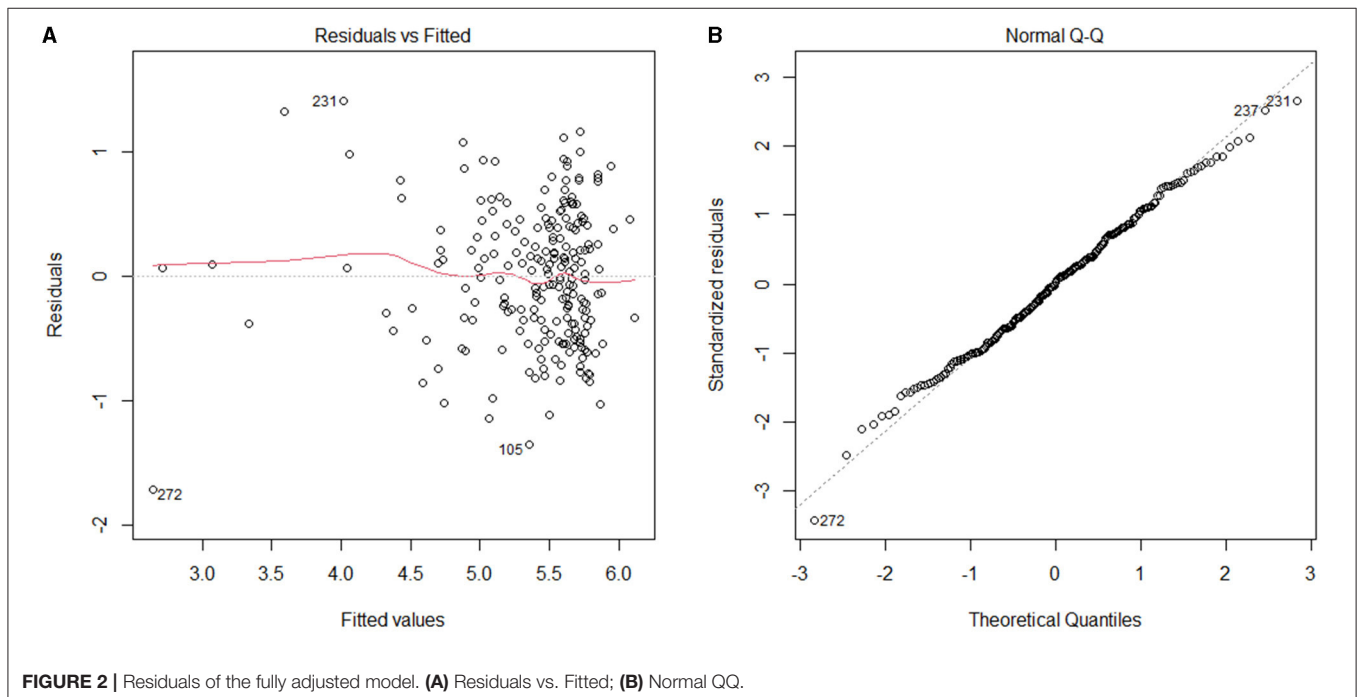 A
Residuals vs Fitted
Residuals
1
0
-1
-2
231
105
272
3.0 3.5 4.0 4.5 5.0 5.5 6.0
Fitted values
B
Normal Q-Q
Standardized residuals
3
2
1
0
-1
-2
-3
237 231
272
-3 -2 -1 0 1 2 3
Theoretical Quantiles
FIGURE 2 | Residuals of the fully adjusted model. (A) Residuals vs. Fitted; (B) Normal QQ.